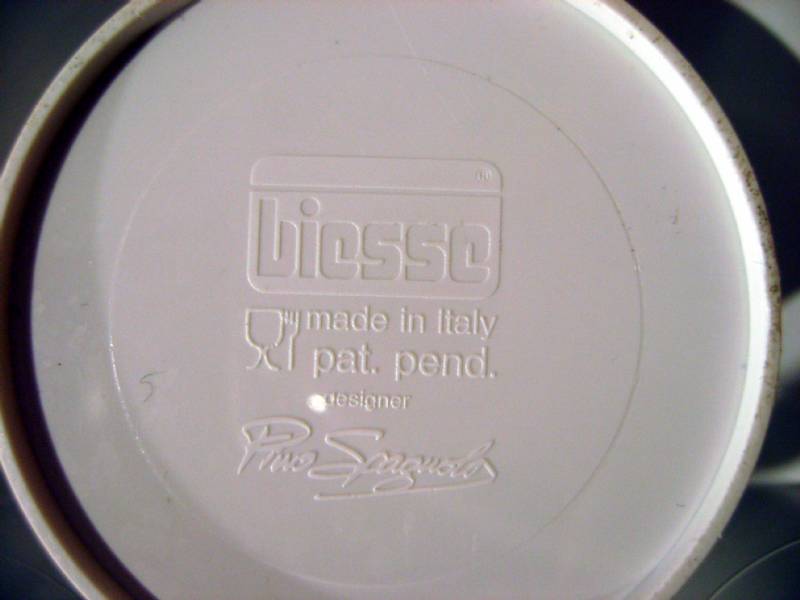 biesse
made in Italy
pat. pend.
designer
Pino Spagnolo